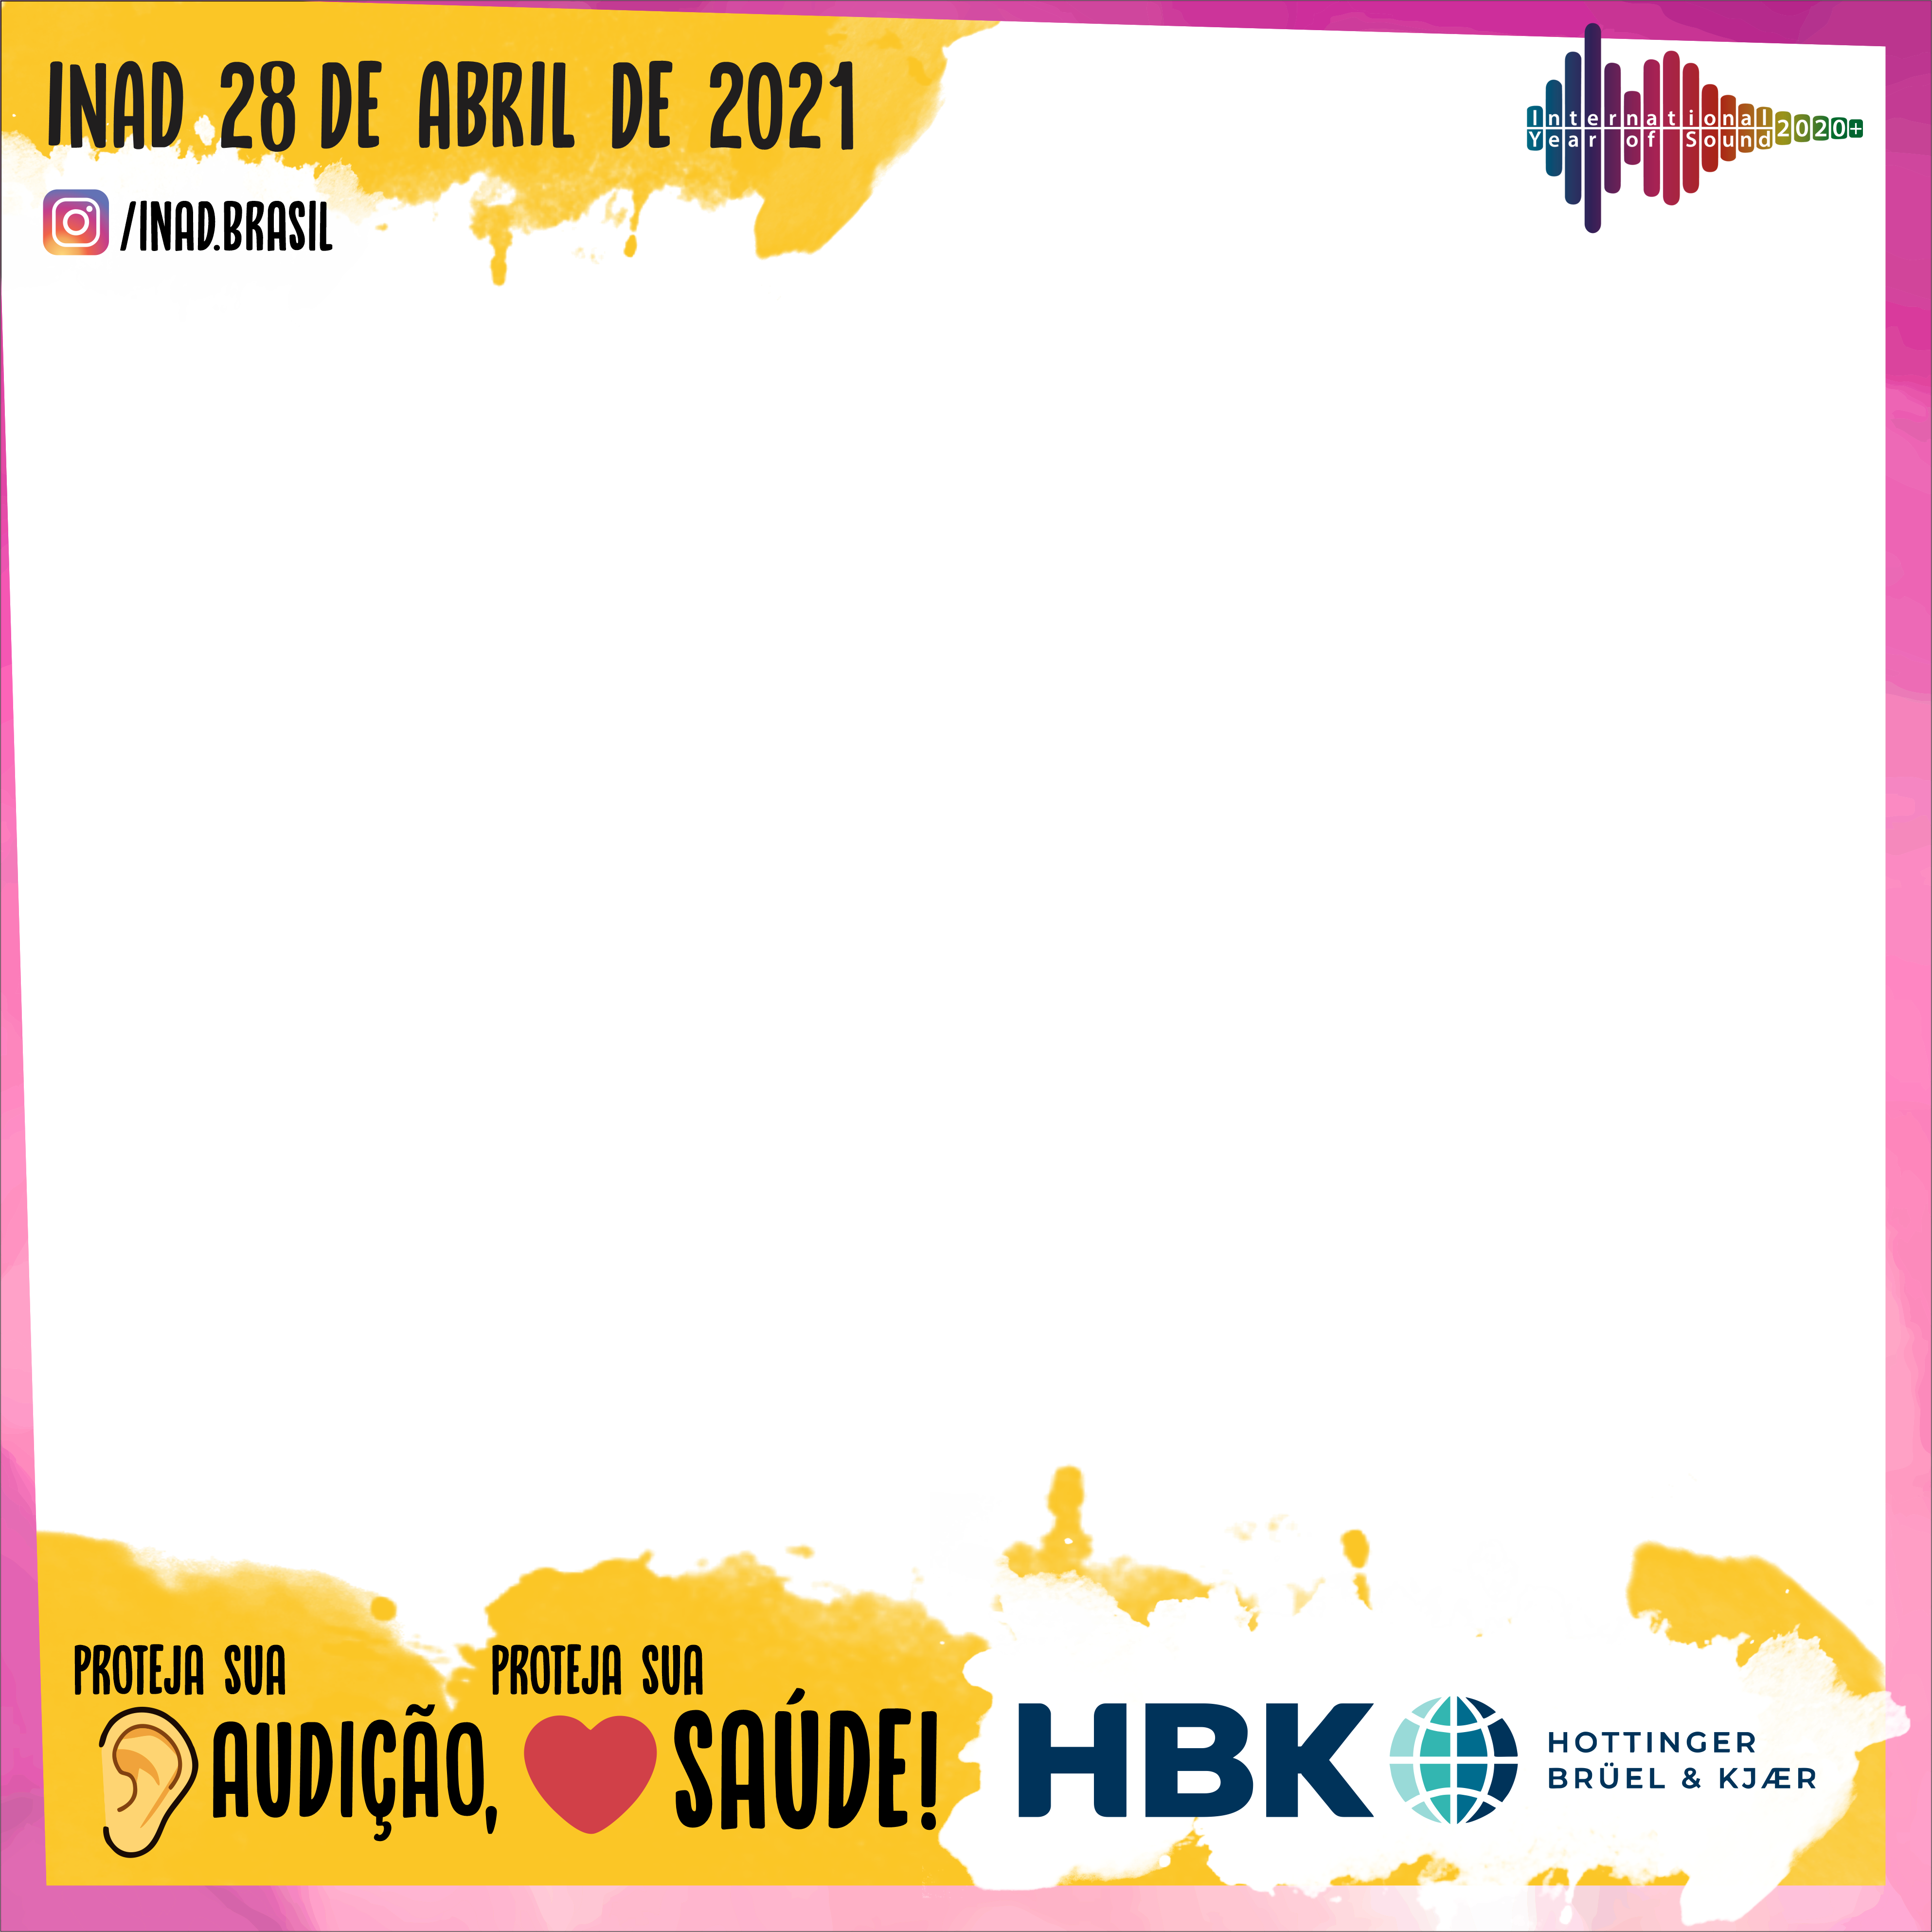 INAD 28 DE ABRIL DE 2021
/INAD.BRASIL
International
Year of Sound 2020+
PROTEJA SUA
AUDIÇÃO,
PROTEJA SUA
SAÚDE!
HBK
HOTTINGER
BRÜEL & KJÆR